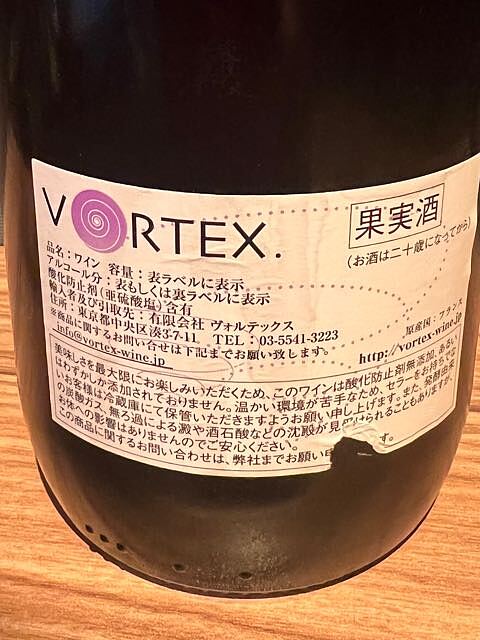 VORTEX.
果実酒
(お酒は二十歳になってから)
品名：ワイン 容量：表ラベルに表示
アルコール分：表もしくは裏ラベルに表示
酸化防止剤(亜硫酸塩)含有
輸入者及び引取先：有限会社 ヴォルテックス
住所：東京都中央区湊3-7-11 TEL：03-5541-3223
原産国：フランス
※商品に関するお問い合せは下記までお願い致します。
info@vortex-wine.jp
http://vortex-wine.jp
美味しさを最大限にお楽しみいただくため、このワインは酸化防止剤無添加、あるい
はわずかしか添加されておりません。温かい環境が苦手なため、セラーをお持ちでな
いお客様は冷蔵庫にて保管いただきますようお願い申し上げます。また、発酵由来
の炭酸ガス、無ろ過による澱や酒石酸などの沈殿が見受けられることもありますが、
お体への影響はありませんのでご安心ください。
この商品に関するお問い合わせは、弊社までお願い す。